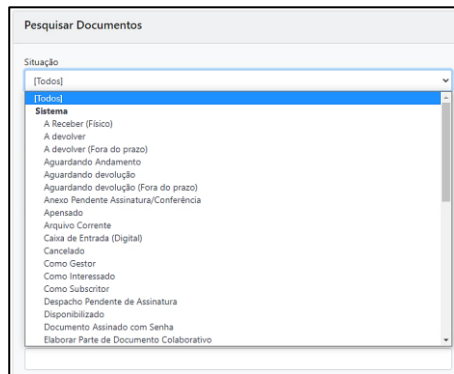 Pesquisar Documentos
Situação
[Todos]
[Todos]
Sistema
A Receber (Físico)
A devolver
A devolver (Fora do prazo)
Aguardando Andamento
Aguardando devolução
Aguardando devolução (Fora do prazo)
Anexo Pendente Assinatura/Conferência
Apensado
Arquivo Corrente
Caixa de Entrada (Digital)
Cancelado
Como Gestor
Como Interessado
Como Subscritor
Despacho Pendente de Assinatura
Disponibilizado
Documento Assinado com Senha
Elaborar Parte de Documento Colaborativo